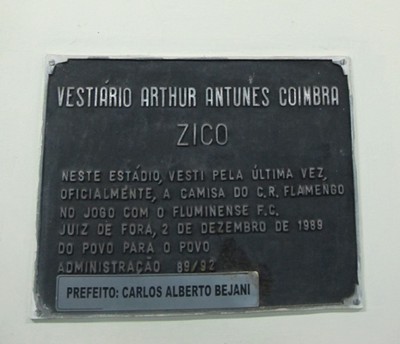 VESTIÁRIO ARTHUR ANTUNES COIMBRA
ZICO
NESTE ESTÁDIO, VESTI PELA ÚLTIMA VEZ,
OFICIALMENTE, A CAMISA DO C.R. FLAMENGO
NO JOGO COM O FLUMINENSE F.C.
JUIZ DE FORA, 2 DE DEZEMBRO DE 1989
DO POVO PARA O POVO
ADMINISTRAÇÃO 89/92
PREFEITO: CARLOS ALBERTO BEJANI